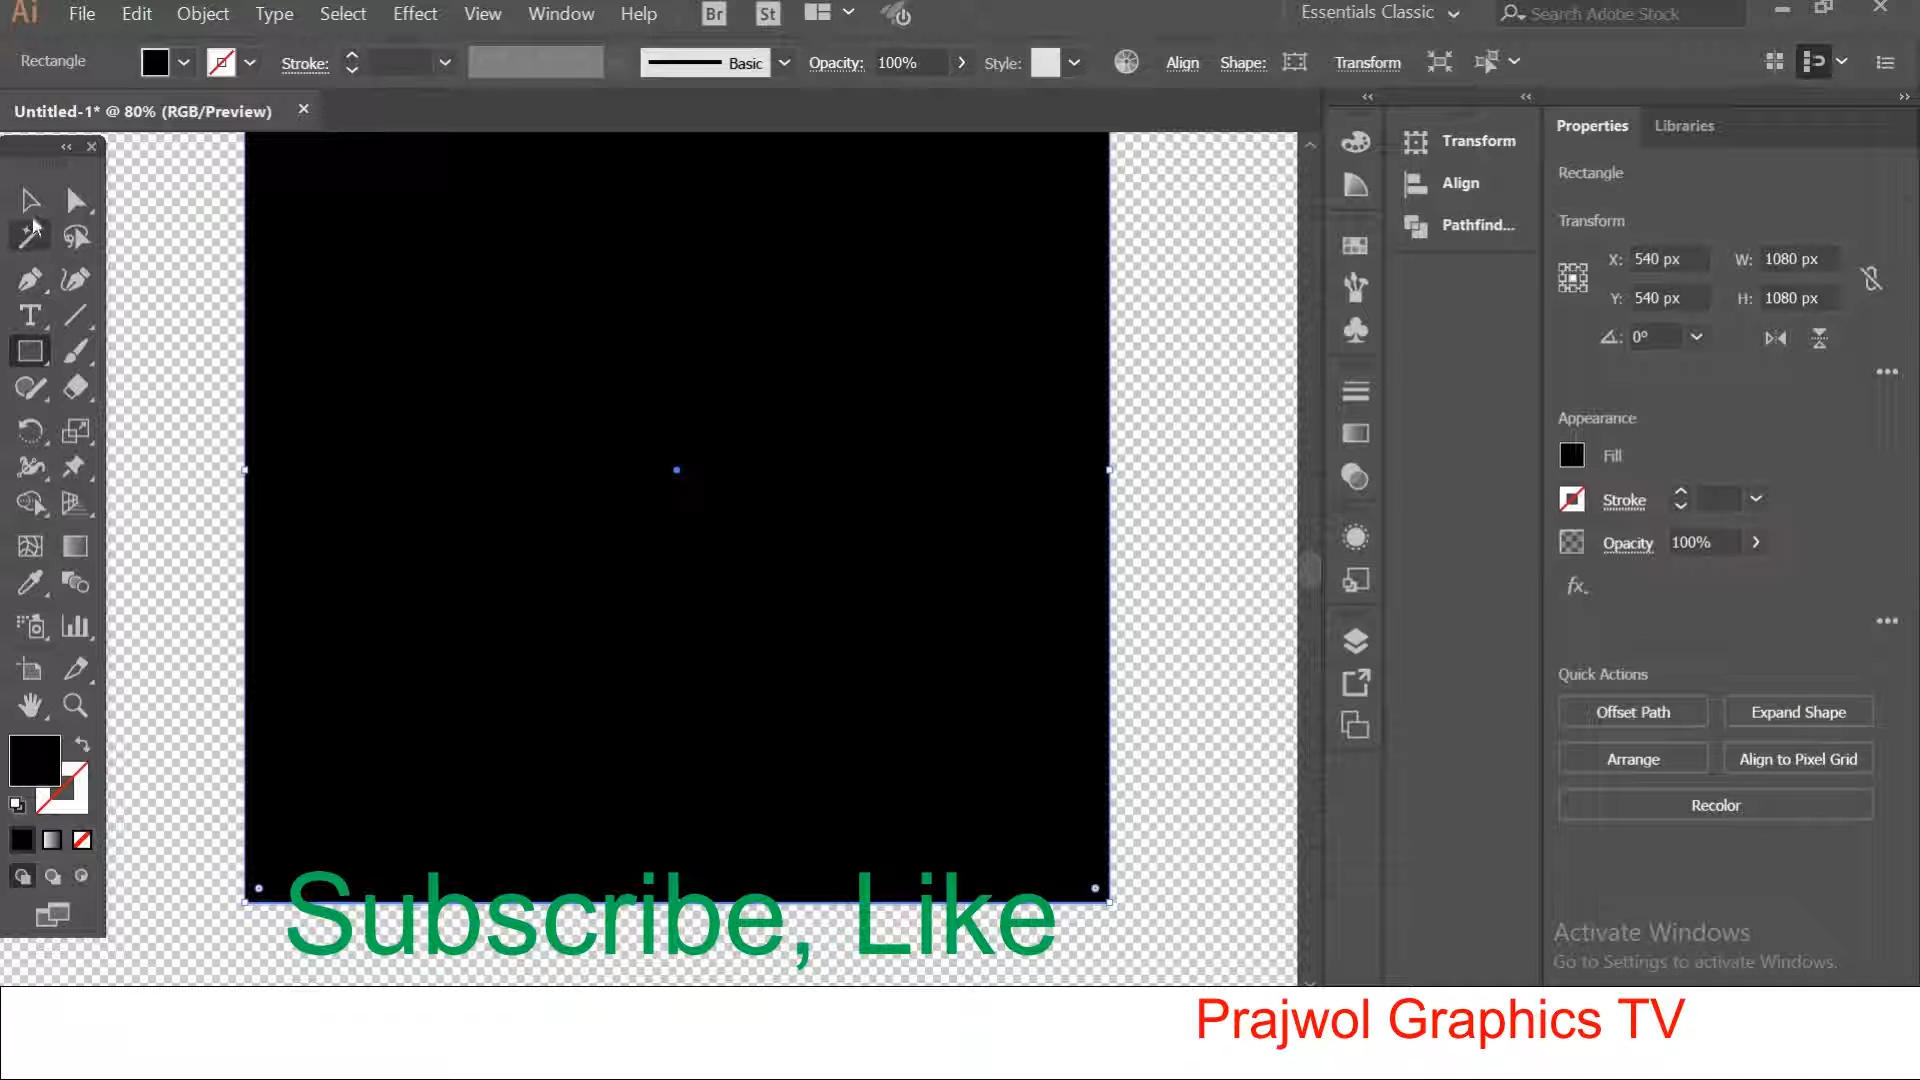 Ai File Edit Object Type Select Effect View Window Help Br St Essentials Classic Search Adobe Stock
Rectangle Stroke: Basic Opacity: 100% Style: Align Shape: Transform
Untitled-1* @ 80% (RGB/Preview)
Properties Libraries
Transform
Align
Pathfind...
Rectangle
Transform
X: 540 px W: 1080 px
Y: 540 px H: 1080 px
0°
Appearance
Fill
Stroke
Opacity 100%
fx.
Quick Actions
Offset Path Expand Shape
Arrange Align to Pixel Grid
Recolor
Subscribe, Like
Activate Windows
Go to Settings to activate Windows.
Prajwol Graphics TV